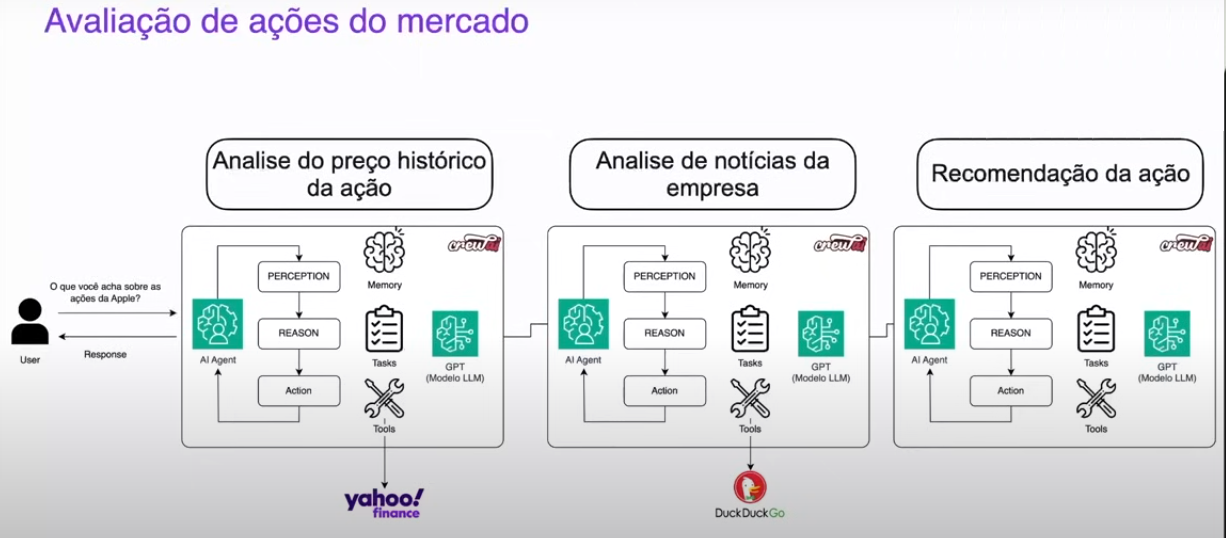 Avaliação de ações do mercado
Analise do preço histórico
da ação
Analise de notícias da
empresa
Recomendação da ação
O que você acha sobre as
ações da Apple?
User
Response
crewai
PERCEPTION
Memory
AI Agent
REASON
Tasks
GPT
(Modelo LLM)
Action
Tools
yahoo!
finance
crewai
PERCEPTION
Memory
AI Agent
REASON
Tasks
GPT
(Modelo LLM)
Action
Tools
DuckDuckGo
crewai
PERCEPTION
Memory
AI Agent
REASON
Tasks
GPT
(Modelo LLM)
Action
Tools